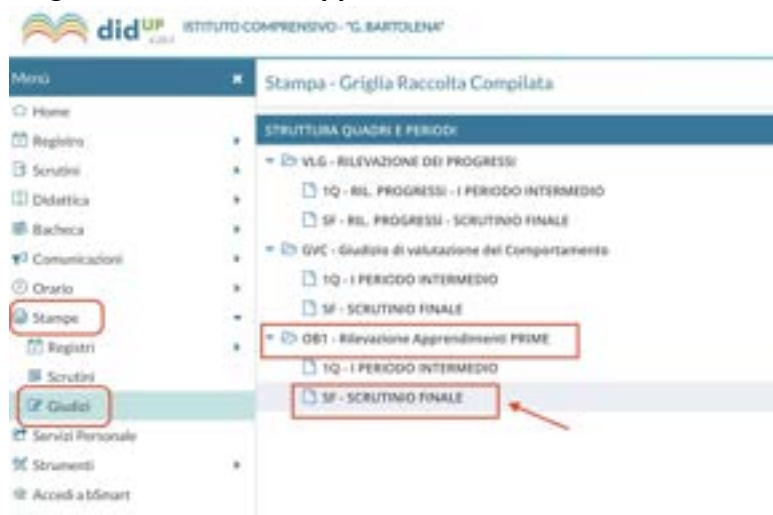 didUP
ISTITUTO COMPRENSIVO - "G. BARTOLENA"
Menù
Stampa - Griglia Raccolta Compilata
Home
Registro
Scrutini
Didattica
Bacheca
Comunicazioni
Orario
Stampe
Registri
Scrutini
Giudizi
Servizi Personale
Strumenti
Accedi a bSmart
STRUTTURA QUADRI E PERIODI
VLG - RILEVAZIONE DEI PROGRESSI
1Q - RIL. PROGRESSI - I PERIODO INTERMEDIO
SF - RIL. PROGRESSI - SCRUTINIO FINALE
GVC - Giudizio di valutazione del Comportamento
1Q - I PERIODO INTERMEDIO
SF - SCRUTINIO FINALE
OB1 - Rilevazione Apprendimenti PRIME
1Q - I PERIODO INTERMEDIO
SF - SCRUTINIO FINALE